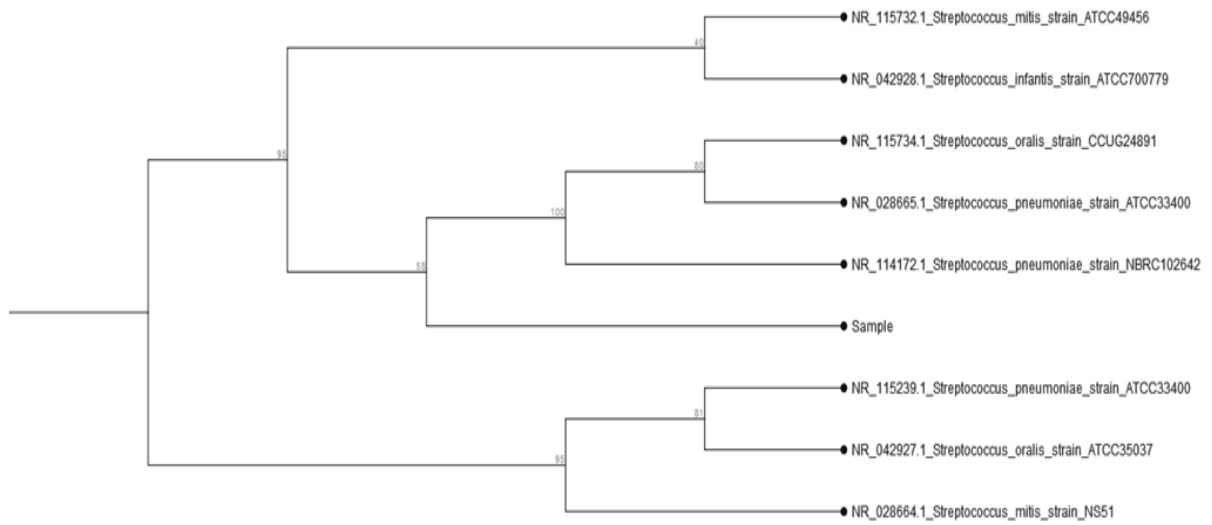 NR_115732.1_Streptococcus_mitis_strain_ATCC49456
40
NR_042928.1_Streptococcus_infantis_strain_ATCC700779
95
NR_115734.1_Streptococcus_oralis_strain_CCUG24891
80
NR_028665.1_Streptococcus_pneumoniae_strain_ATCC33400
100
NR_114172.1_Streptococcus_pneumoniae_strain_NBRC102642
58
Sample
NR_115239.1_Streptococcus_pneumoniae_strain_ATCC33400
81
NR_042927.1_Streptococcus_oralis_strain_ATCC35037
95
NR_028664.1_Streptococcus_mitis_strain_NS51